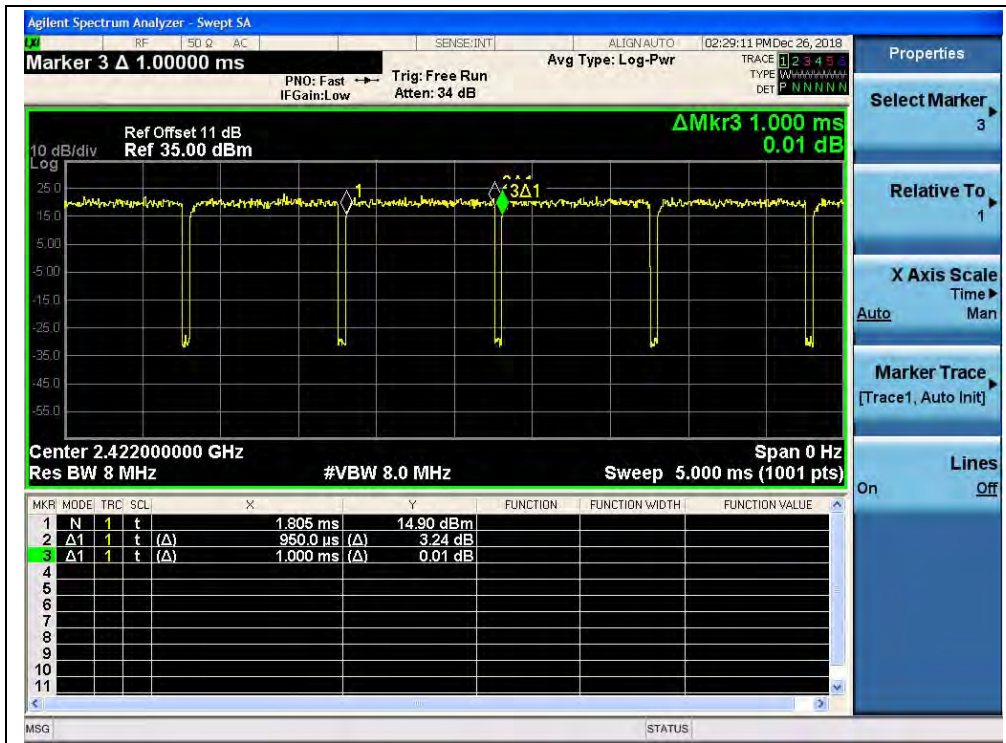 Agilent Spectrum Analyzer - Swept SA
LXI RF 50 Ω AC SENSE:INT ALIGN AUTO 02:29:11 PM Dec 26, 2018
Marker 3 Δ 1.00000 ms
PNO: Fast
IFGain:Low
Trig: Free Run
Atten: 34 dB
Avg Type: Log-Pwr
TRACE 1 2 3 4 5 6
TYPE
DET P N N N N N
Ref Offset 11 dB
10 dB/div Ref 35.00 dBm
Log
ΔMkr3 1.000 ms
0.01 dB
25.0
15.0
5.00
-5.00
-15.0
-25.0
-35.0
-45.0
-55.0
1
3Δ1
Center 2.422000000 GHz Span 0 Hz
Res BW 8 MHz #VBW 8.0 MHz Sweep 5.000 ms (1001 pts)
MKR MODE TRC SCL X Y FUNCTION FUNCTION WIDTH FUNCTION VALUE
1 N 1 t 1.805 ms 14.90 dBm
2 Δ1 1 t (Δ) 950.0 µs (Δ) 3.24 dB
3 Δ1 1 t (Δ) 1.000 ms (Δ) 0.01 dB
4
5
6
7
8
9
10
11
MSG STATUS
Properties
Select Marker
3
Relative To
1
X Axis Scale
Time
Auto Man
Marker Trace
[Trace1, Auto Init]
Lines
On Off